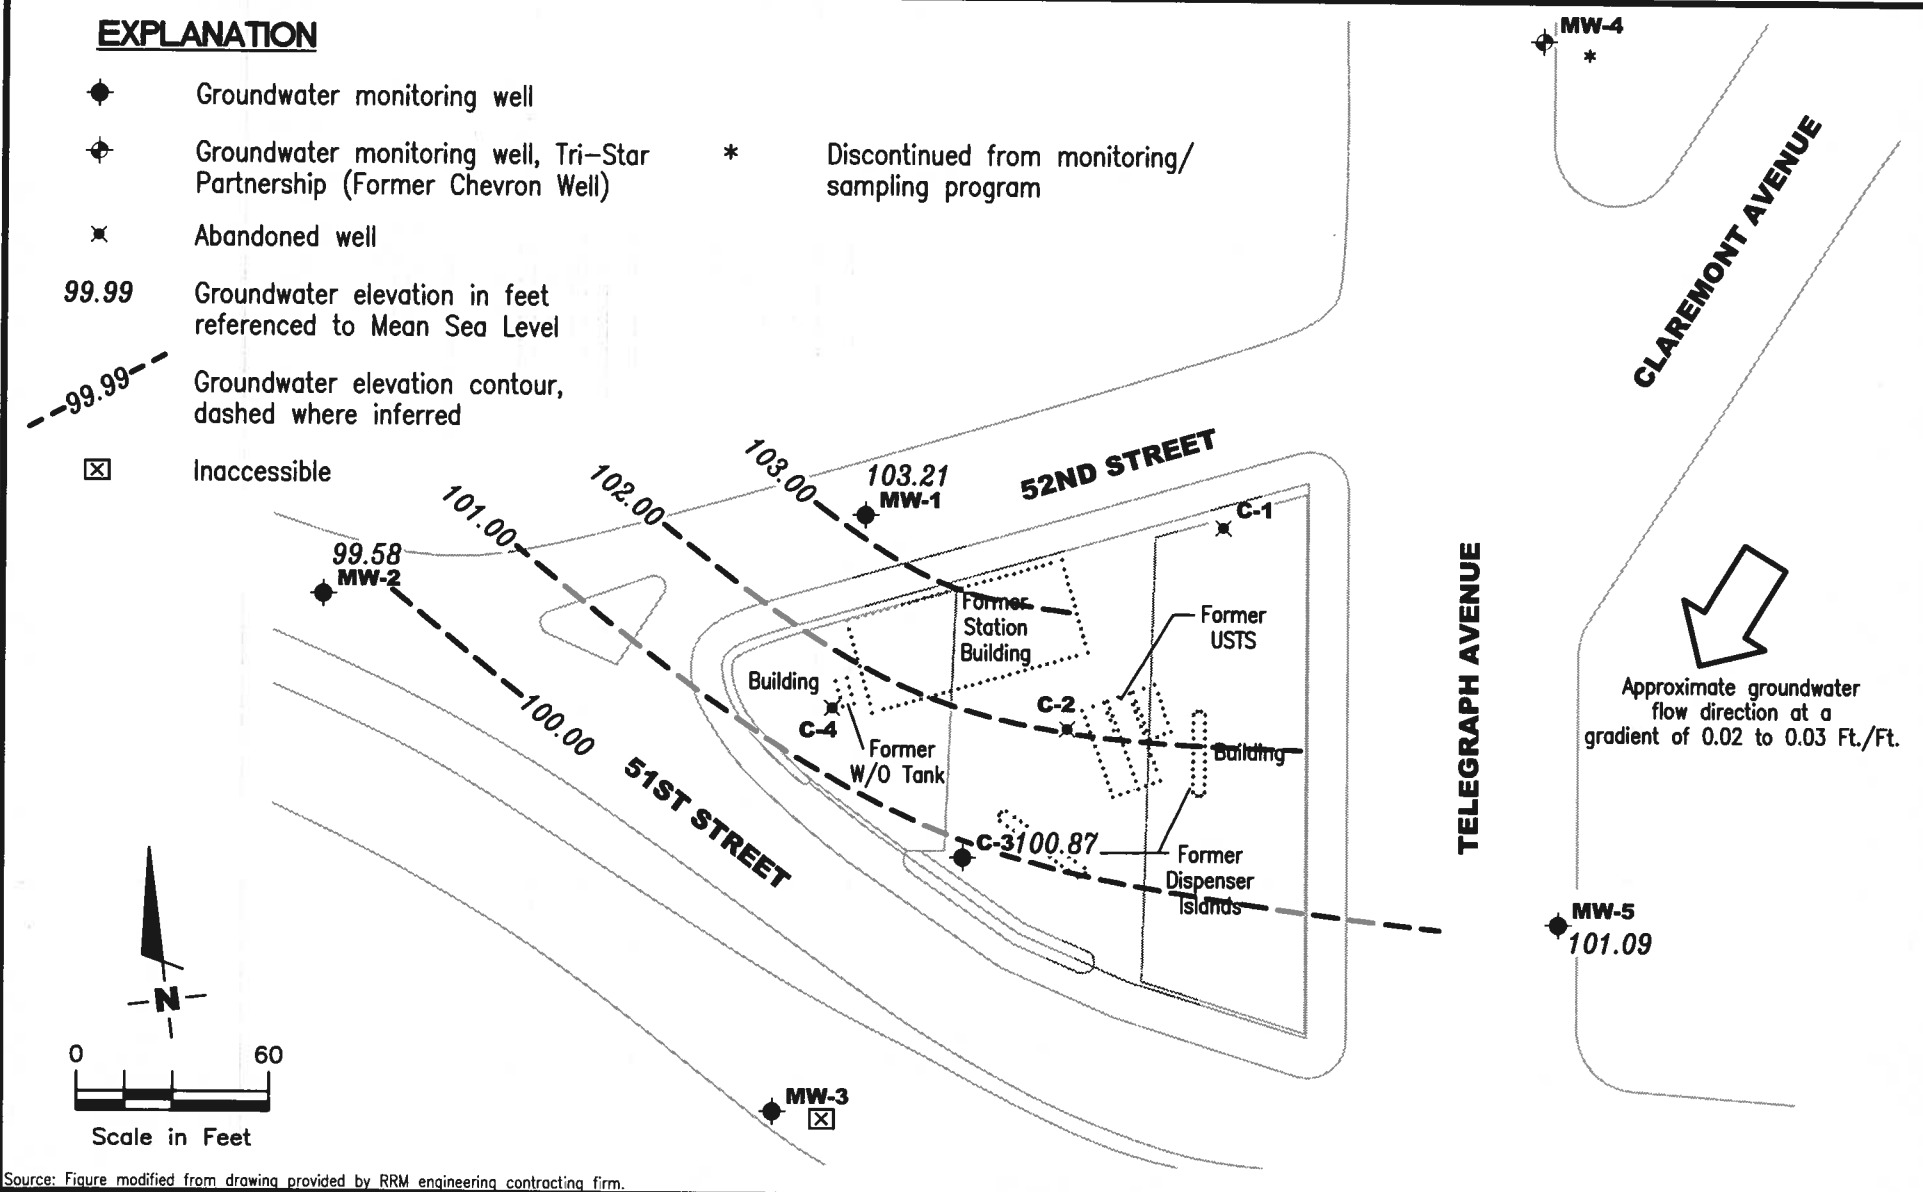 EXPLANATION
Groundwater monitoring well
Groundwater monitoring well, Tri-Star
Partnership (Former Chevron Well)
* Discontinued from monitoring/
sampling program
Abandoned well
99.99 Groundwater elevation in feet
referenced to Mean Sea Level
99.99 Groundwater elevation contour,
dashed where inferred
Inaccessible
MW-4
*
CLAREMONT AVENUE
52ND STREET
103.00
102.00
101.00
100.00
103.21
MW-1
99.58
MW-2
C-1
Former
Station
Building
Former
USTS
Building
C-4
C-2
Former
W/O Tank
Building
C-3 100.87
Former
Dispenser
Islands
51ST STREET
TELEGRAPH AVENUE
Approximate groundwater
flow direction at a
gradient of 0.02 to 0.03 Ft./Ft.
MW-5
101.09
MW-3
N
0 60
Scale in Feet
Source: Figure modified from drawing provided by RRM engineering contracting firm.